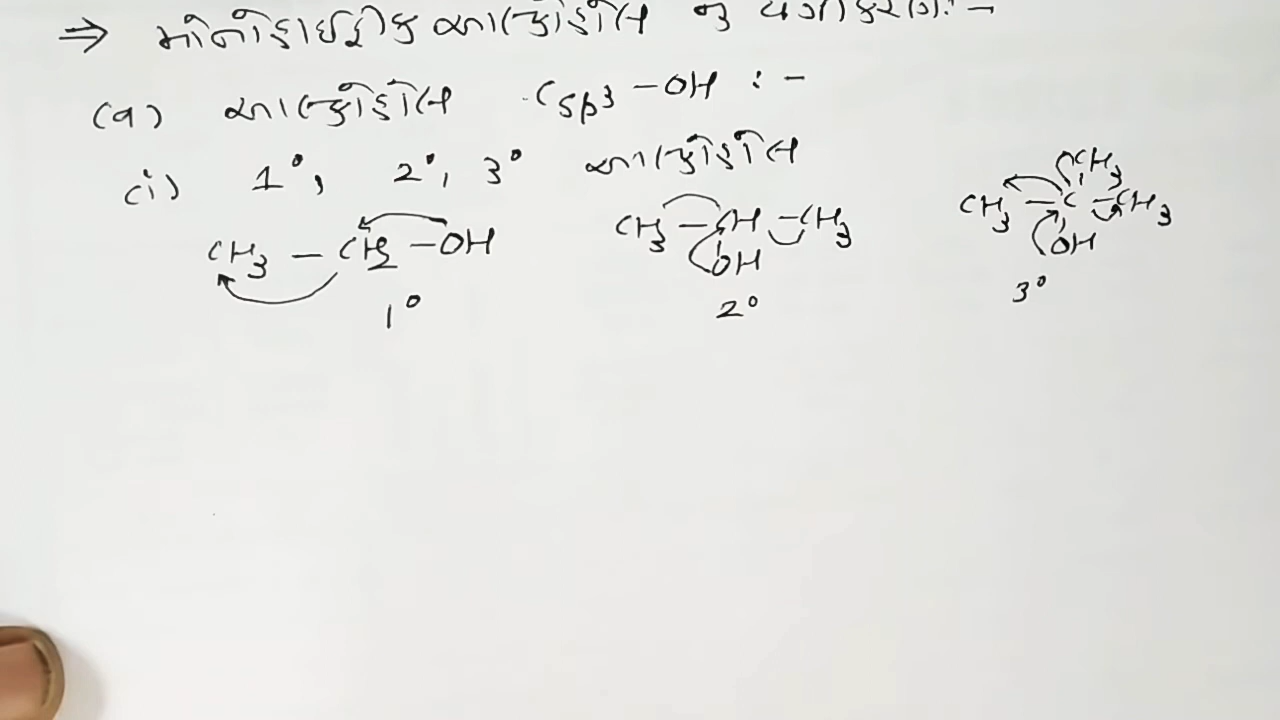 ⇒ મોનોહાઈડ્રીક આલ્કોહોલ નુ વર્ગીકરણ :-
(a) આલ્કોહોલ Csp3 - OH : -
(i) 1°, 2°, 3° આલ્કોહોલ
CH3
CH3 - CH2 - OH CH3 - CH - CH3 CH3 - C - CH3
OH OH
1° 2° 3°